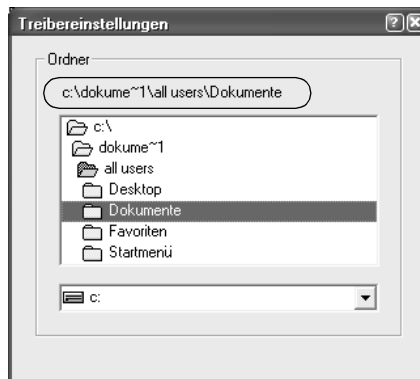 Treibereinstellungen
Ordner
c:\dokume~1\all users\Dokumente
c:\
dokume~1
all users
Desktop
Dokumente
Favoriten
Startmenü
c: